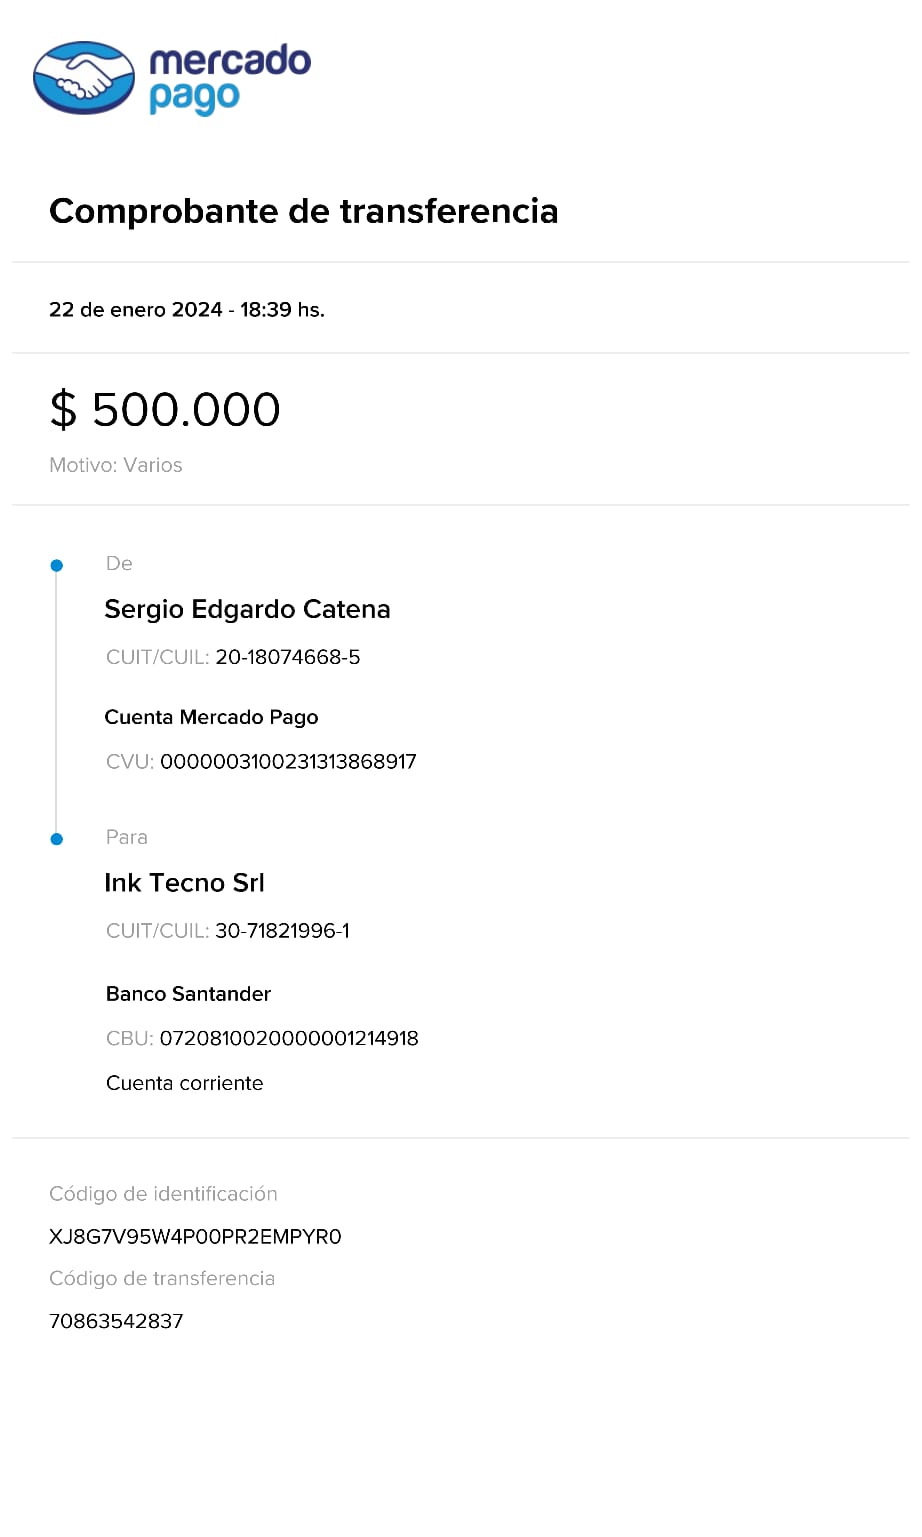 mercado
pago
Comprobante de transferencia
22 de enero 2024 - 18:39 hs.
$ 500.000
Motivo: Varios
De
Sergio Edgardo Catena
CUIT/CUIL: 20-18074668-5
Cuenta Mercado Pago
CVU: 0000003100231313868917
Para
Ink Tecno Srl
CUIT/CUIL: 30-71821996-1
Banco Santander
CBU: 0720810020000001214918
Cuenta corriente
Código de identificación
XJ8G7V95W4P00PR2EMPYR0
Código de transferencia
70863542837